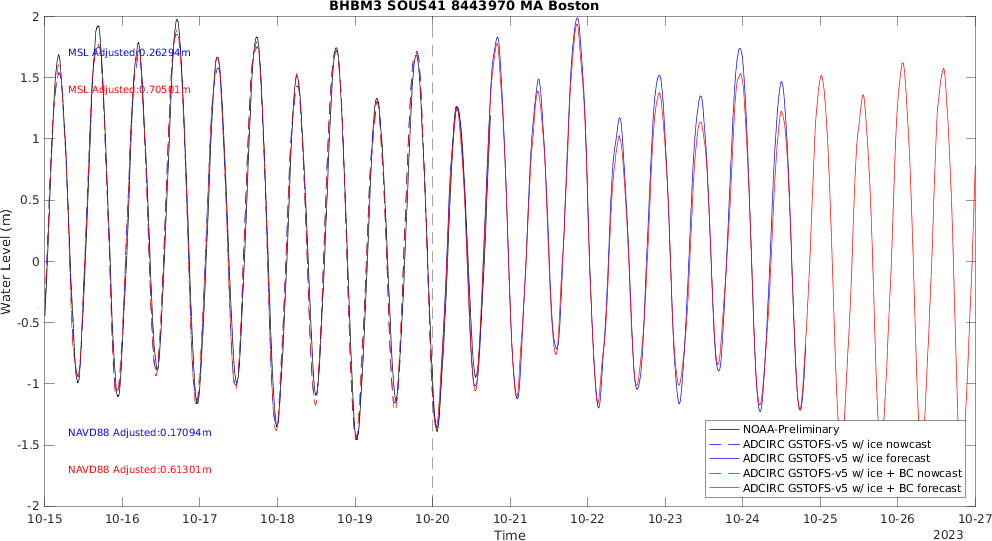 BHBM3 SOUS41 8443970 MA Boston
2
1.5
1
0.5
0
-0.5
-1
-1.5
-2
Water Level (m)
MSL Adjusted:0.26294m
MSL Adjusted:0.70501m
NAVD88 Adjusted:0.17094m
NAVD88 Adjusted:0.61301m
NOAA-Preliminary
ADCIRC GSTOFS-v5 w/ ice nowcast
ADCIRC GSTOFS-v5 w/ ice forecast
ADCIRC GSTOFS-v5 w/ ice + BC nowcast
ADCIRC GSTOFS-v5 w/ ice + BC forecast
10-15 10-16 10-17 10-18 10-19 10-20 10-21 10-22 10-23 10-24 10-25 10-26 10-27
Time
2023